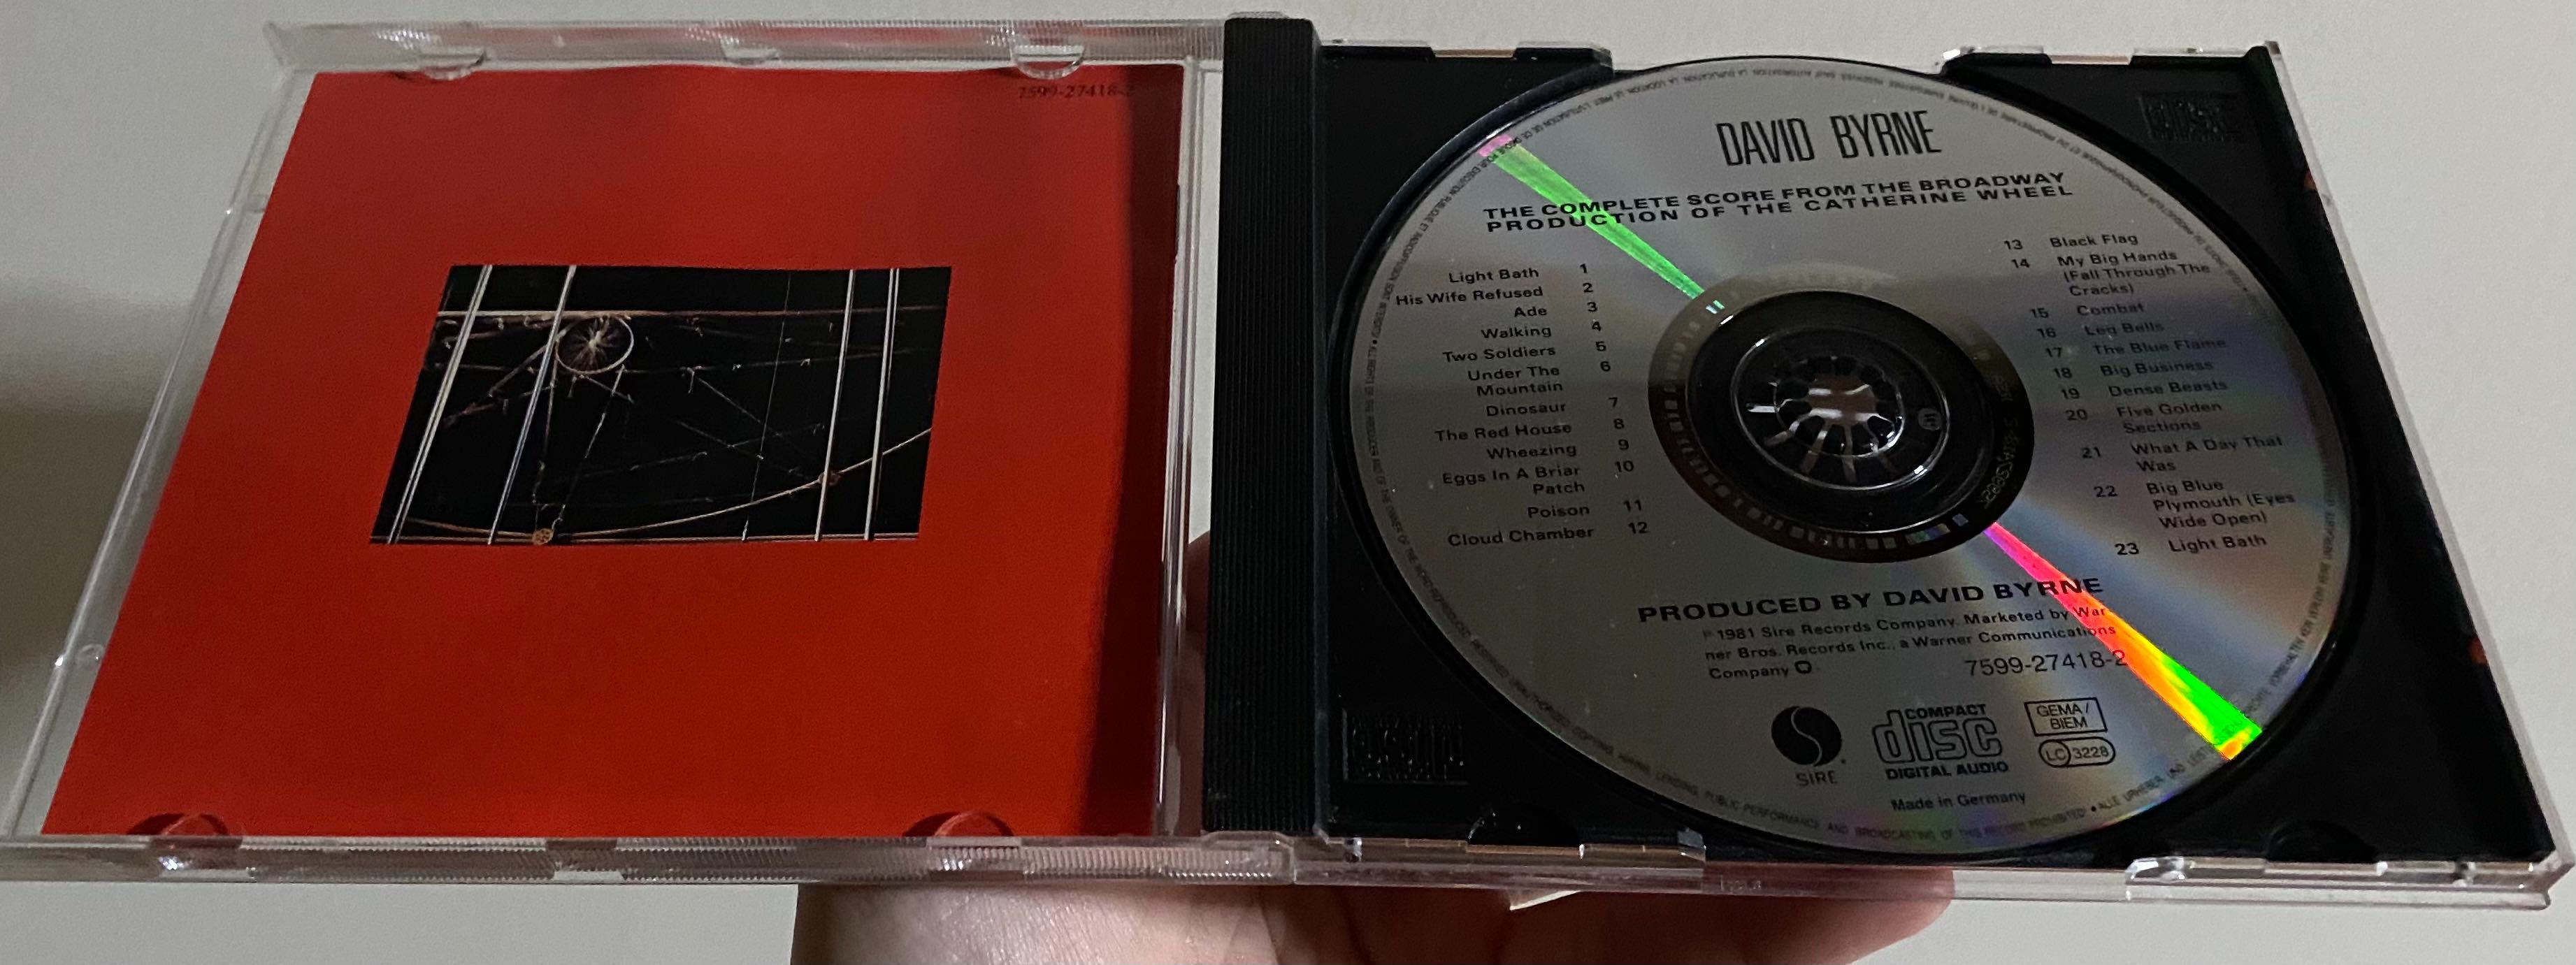 7599-27418-2
DAVID BYRNE
THE COMPLETE SCORE FROM THE BROADWAY
PRODUCTION OF THE CATHERINE WHEEL
Light Bath 1
His Wife Refused 2
Ade 3
Walking 4
Two Soldiers 5
Under The 6
Mountain
Dinosaur 7
The Red House 8
Wheezing 9
Eggs In A Briar 10
Patch
Poison 11
Cloud Chamber 12
13 Black Flag
14 My Big Hands
(Fall Through The
Cracks)
15 Combat
16 Leg Bells
17 The Blue Flame
18 Big Business
19 Dense Beasts
20 Five Golden
Sections
21 What A Day That
Was
22 Big Blue
Plymouth (Eyes
Wide Open)
23 Light Bath
PRODUCED BY DAVID BYRNE
℗ 1981 Sire Records Company. Marketed by War
ner Bros. Records Inc., a Warner Communications
Company
7599-27418-2
SIRE
COMPACT
disc
DIGITAL AUDIO
GEMA/
BIEM
LC 3228
Made in Germany